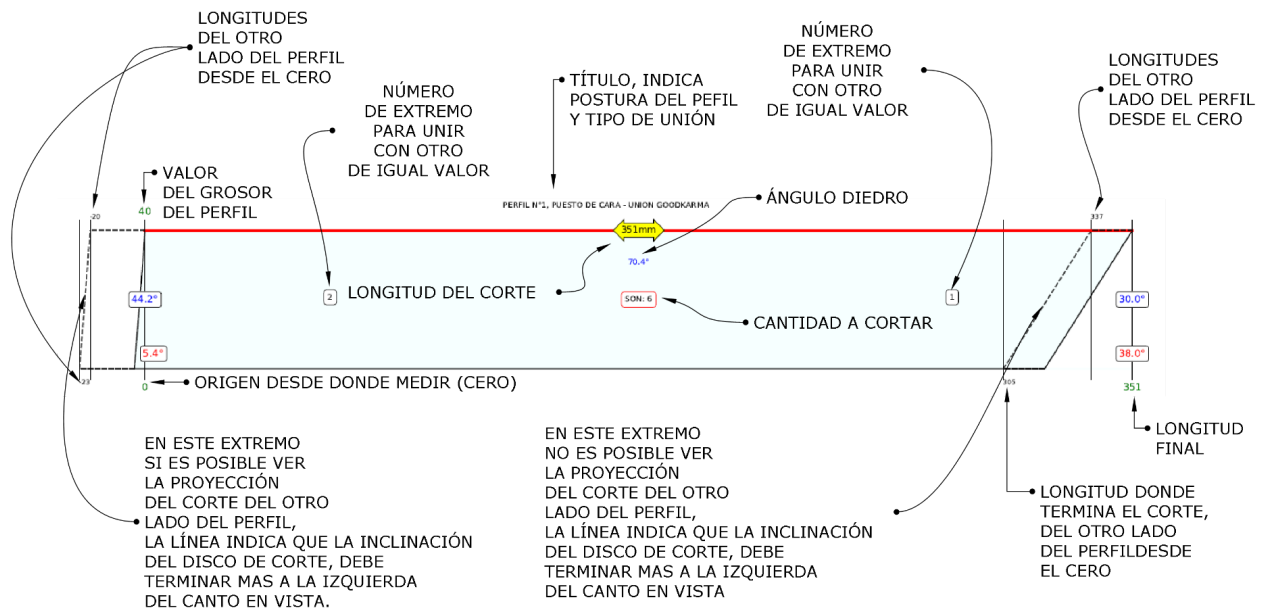 LONGITUDES
DEL OTRO
LADO DEL PERFIL
DESDE EL CERO
NÚMERO
DE EXTREMO
PARA UNIR
CON OTRO
DE IGUAL VALOR
TÍTULO, INDICA
POSTURA DEL PEFIL
Y TIPO DE UNIÓN
NÚMERO
DE EXTREMO
PARA UNIR
CON OTRO
DE IGUAL VALOR
LONGITUDES
DEL OTRO
LADO DEL PERFIL
DESDE EL CERO
VALOR
DEL GROSOR
DEL PERFIL
ÁNGULO DIEDRO
PERFIL N°1, PUESTO DE CARA - UNION GOODKARMA
-20
40
351mm
337
70.4°
44.2°
2
LONGITUD DEL CORTE
SON: 6
1
30.0°
CANTIDAD A CORTAR
5.4°
38.0°
-23
0
ORIGEN DESDE DONDE MEDIR (CERO)
305
351
LONGITUD
FINAL
EN ESTE EXTREMO
SI ES POSIBLE VER
LA PROYECCIÓN
DEL CORTE DEL OTRO
LADO DEL PERFIL,
LA LÍNEA INDICA QUE LA INCLINACIÓN
DEL DISCO DE CORTE, DEBE
TERMINAR MAS A LA IZQUIERDA
DEL CANTO EN VISTA.
EN ESTE EXTREMO
NO ES POSIBLE VER
LA PROYECCIÓN
DEL CORTE DEL OTRO
LADO DEL PERFIL,
LA LÍNEA INDICA QUE LA INCLINACIÓN
DEL DISCO DE CORTE, DEBE
TERMINAR MAS A LA IZQUIERDA
DEL CANTO EN VISTA
LONGITUD DONDE
TERMINA EL CORTE,
DEL OTRO LADO
DEL PERFILDESDE
EL CERO